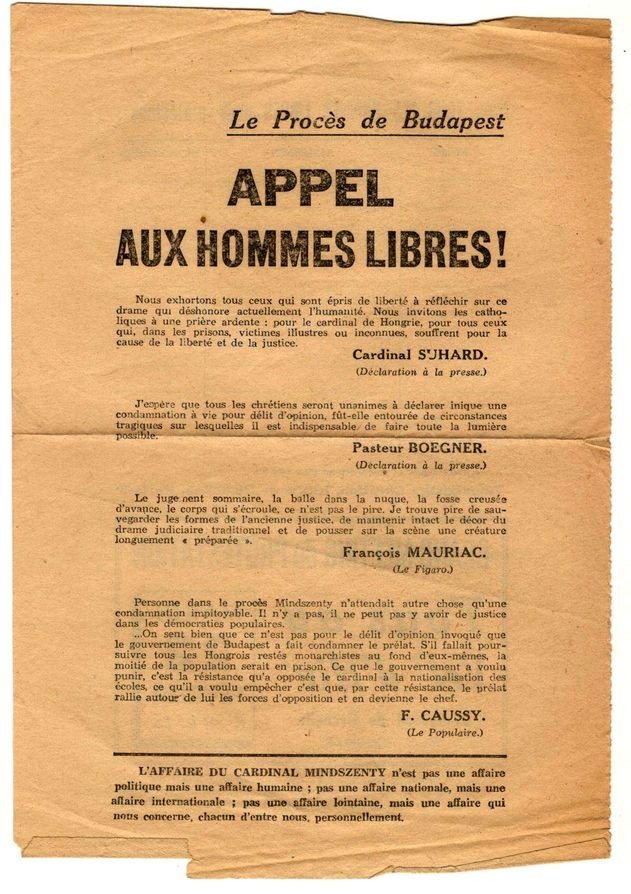 Le Procès de Budapest
APPEL
AUX HOMMES LIBRES!
Nous exhortons tous ceux qui sont épris de liberté à réfléchir sur ce
drame qui déshonore actuellement l'humanité. Nous invitons les catho-
liques à une prière ardente : pour le cardinal de Hongrie, pour tous ceux
qui, dans les prisons, victimes illustres ou inconnues, souffrent pour la
cause de la liberté et de la justice.
Cardinal SUHARD.
(Déclaration à la presse.)
J'espère que tous les chrétiens seront unanimes à déclarer inique une
condamnation à vie pour délit d'opinion, fût-elle entourée de circonstances
tragiques sur lesquelles il est indispensable de faire toute la lumière
possible.
Pasteur BOEGNER.
(Déclaration à la presse.)
Le jugement sommaire, la balle dans la nuque, la fosse creusée
d'avance, le corps qui s'écroule, ce n'est pas le pire. Je trouve pire de sau-
vegarder les formes de l'ancienne justice, de maintenir intact le décor du
drame judiciaire traditionnel et de pousser sur la scène une créature
longuement « préparée ».
François MAURIAC.
(Le Figaro.)
Personne dans le procès Mindszenty n'attendait autre chose qu'une
condamnation impitoyable. Il n'y a pas, il ne peut pas y avoir de justice
dans les démocraties populaires.
...On sent bien que ce n'est pas pour le délit d'opinion invoqué que
le gouvernement de Budapest a fait condamner le prélat. S'il fallait pour-
suivre tous les Hongrois restés monarchistes au fond d'eux-mêmes, la
moitié de la population serait en prison. Ce que le gouvernement a voulu
punir, c'est la résistance qu'a opposée le cardinal à la nationalisation des
écoles, ce qu'il a voulu empêcher c'est que, par cette résistance, le prélat
rallie autour de lui les forces d'opposition et en devienne le chef.
F. CAUSSY.
(Le Populaire.)
L'AFFAIRE DU CARDINAL MINDSZENTY n'est pas une affaire
politique mais une affaire humaine ; pas une affaire nationale, mais une
affaire internationale ; pas une affaire lointaine, mais une affaire qui
nous concerne, chacun d'entre nous, personnellement.